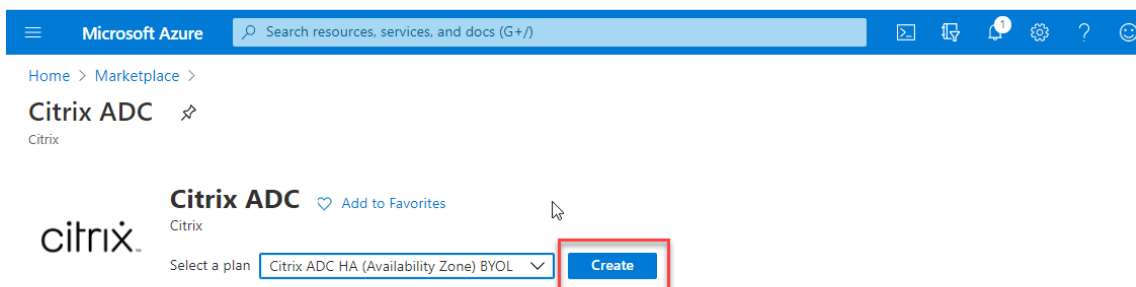 Microsoft Azure
Search resources, services, and docs (G+/)
1
Home > Marketplace >
Citrix ADC
Citrix
citrix
Citrix ADC
Add to Favorites
Citrix
Select a plan Citrix ADC HA (Availability Zone) BYOL Create